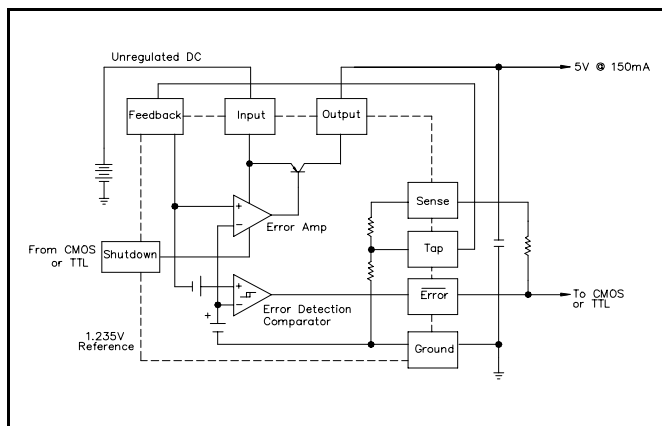 Unregulated DC
5V @ 150mA
Feedback
Input
Output
+
−
Error Amp
Sense
From CMOS
or TTL
Shutdown
Tap
+
−
Error Detection
Comparator
Error
To CMOS
or TTL
+
1.235V
Reference
Ground